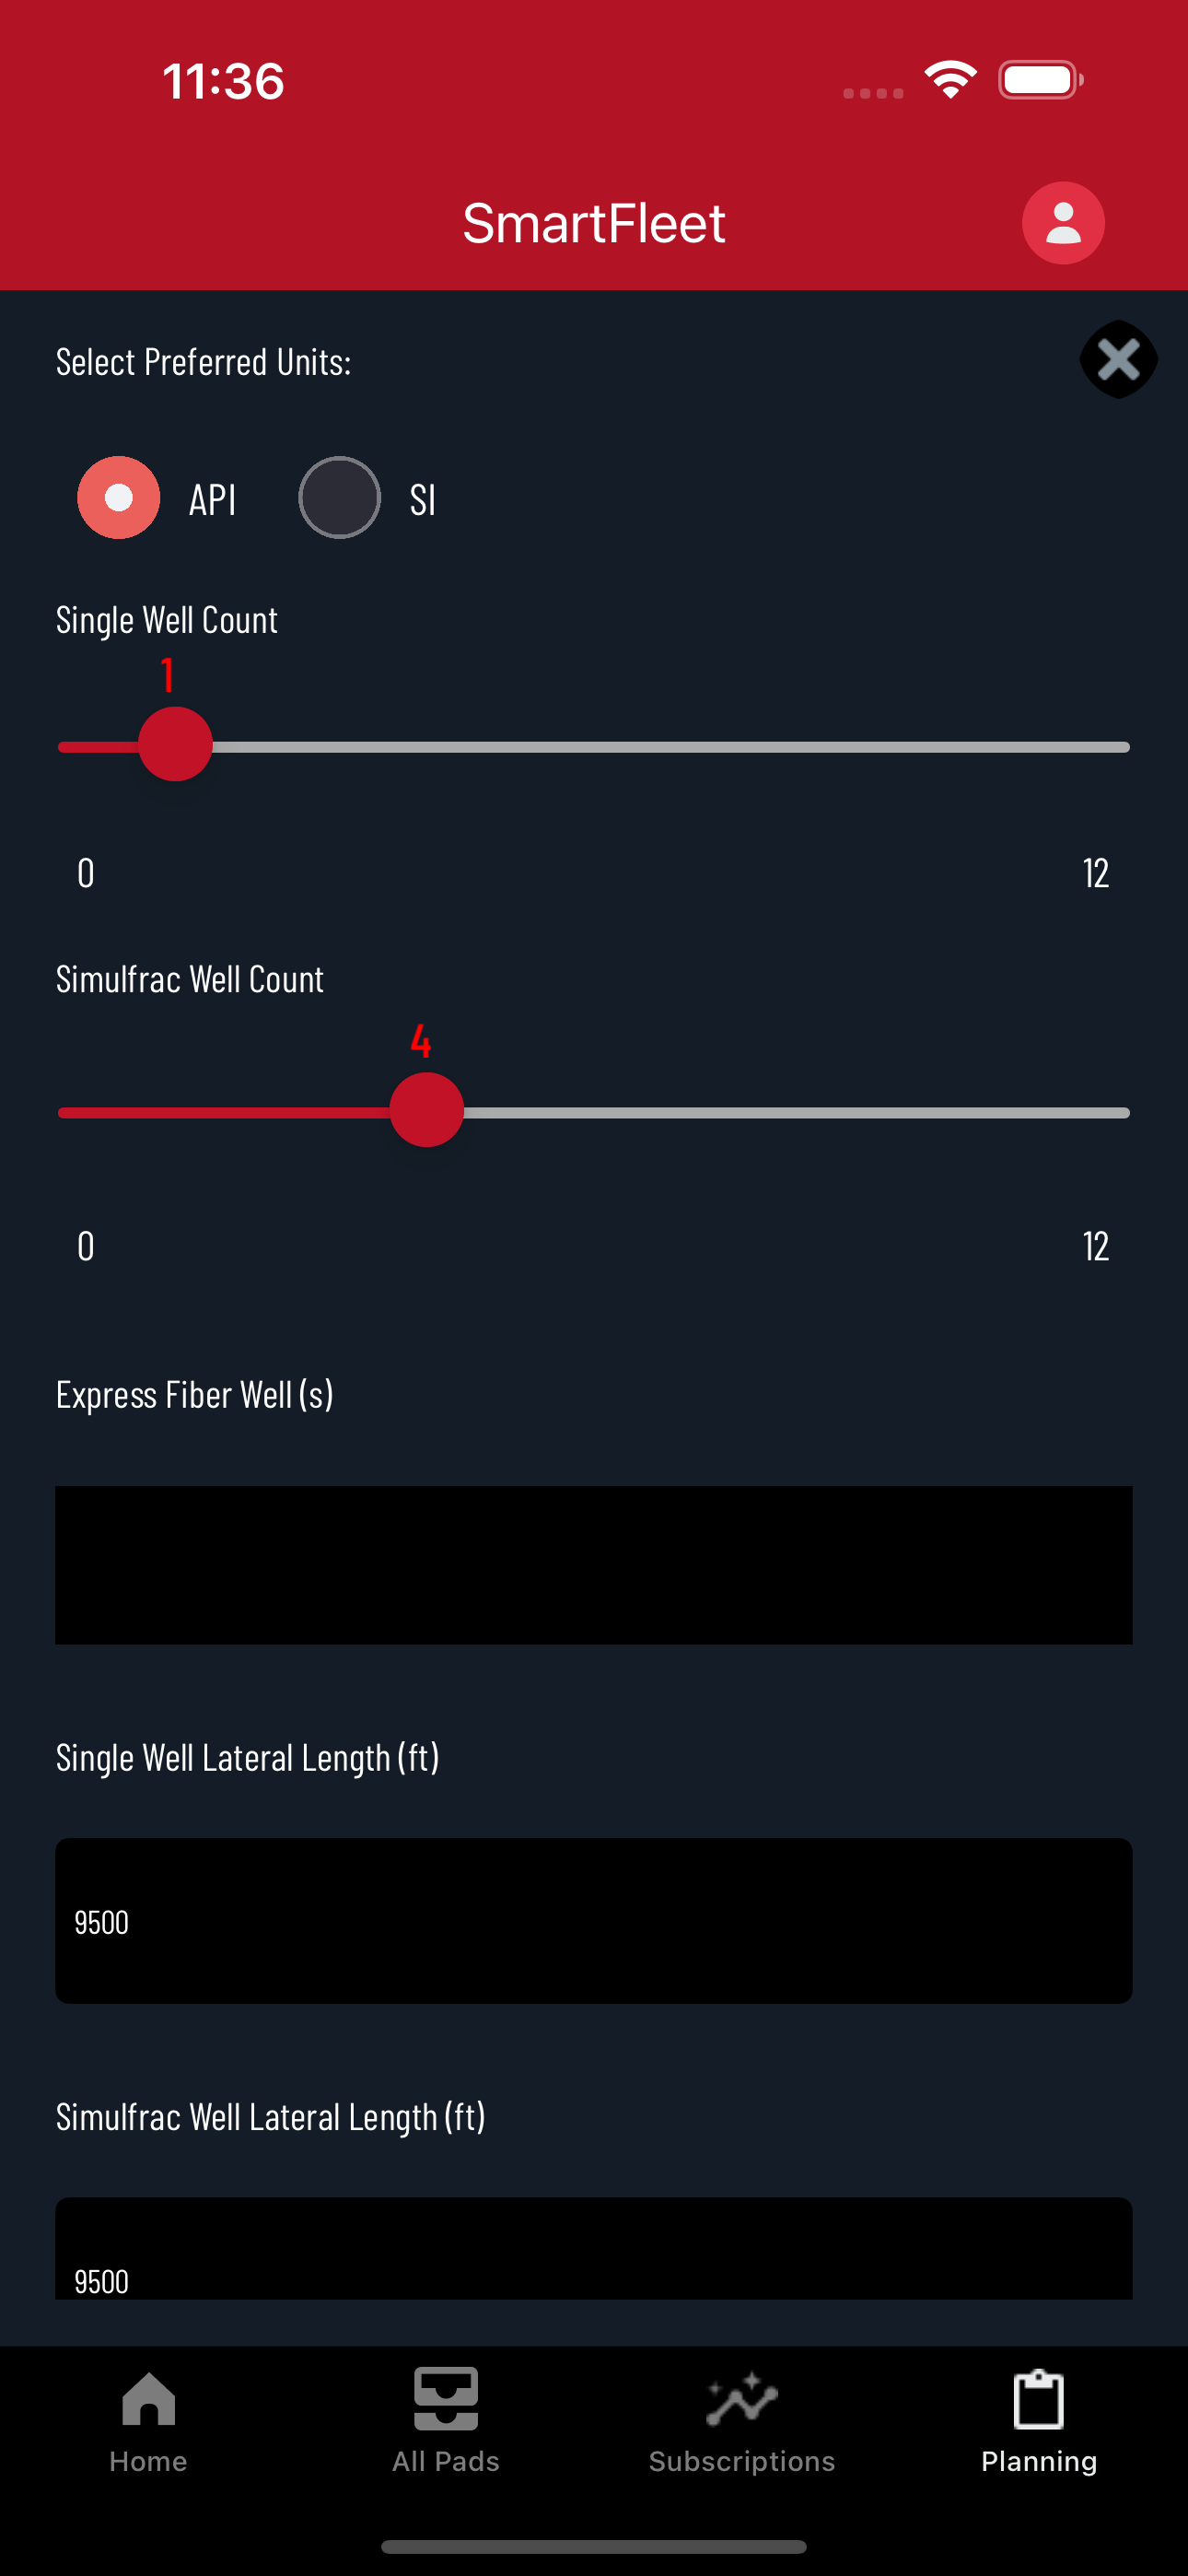 11:36
SmartFleet
Select Preferred Units:
API SI
Single Well Count
1
0 12
Simulfrac Well Count
4
0 12
Express Fiber Well (s)
Single Well Lateral Length (ft)
9500
Simulfrac Well Lateral Length (ft)
9500
Home All Pads Subscriptions Planning